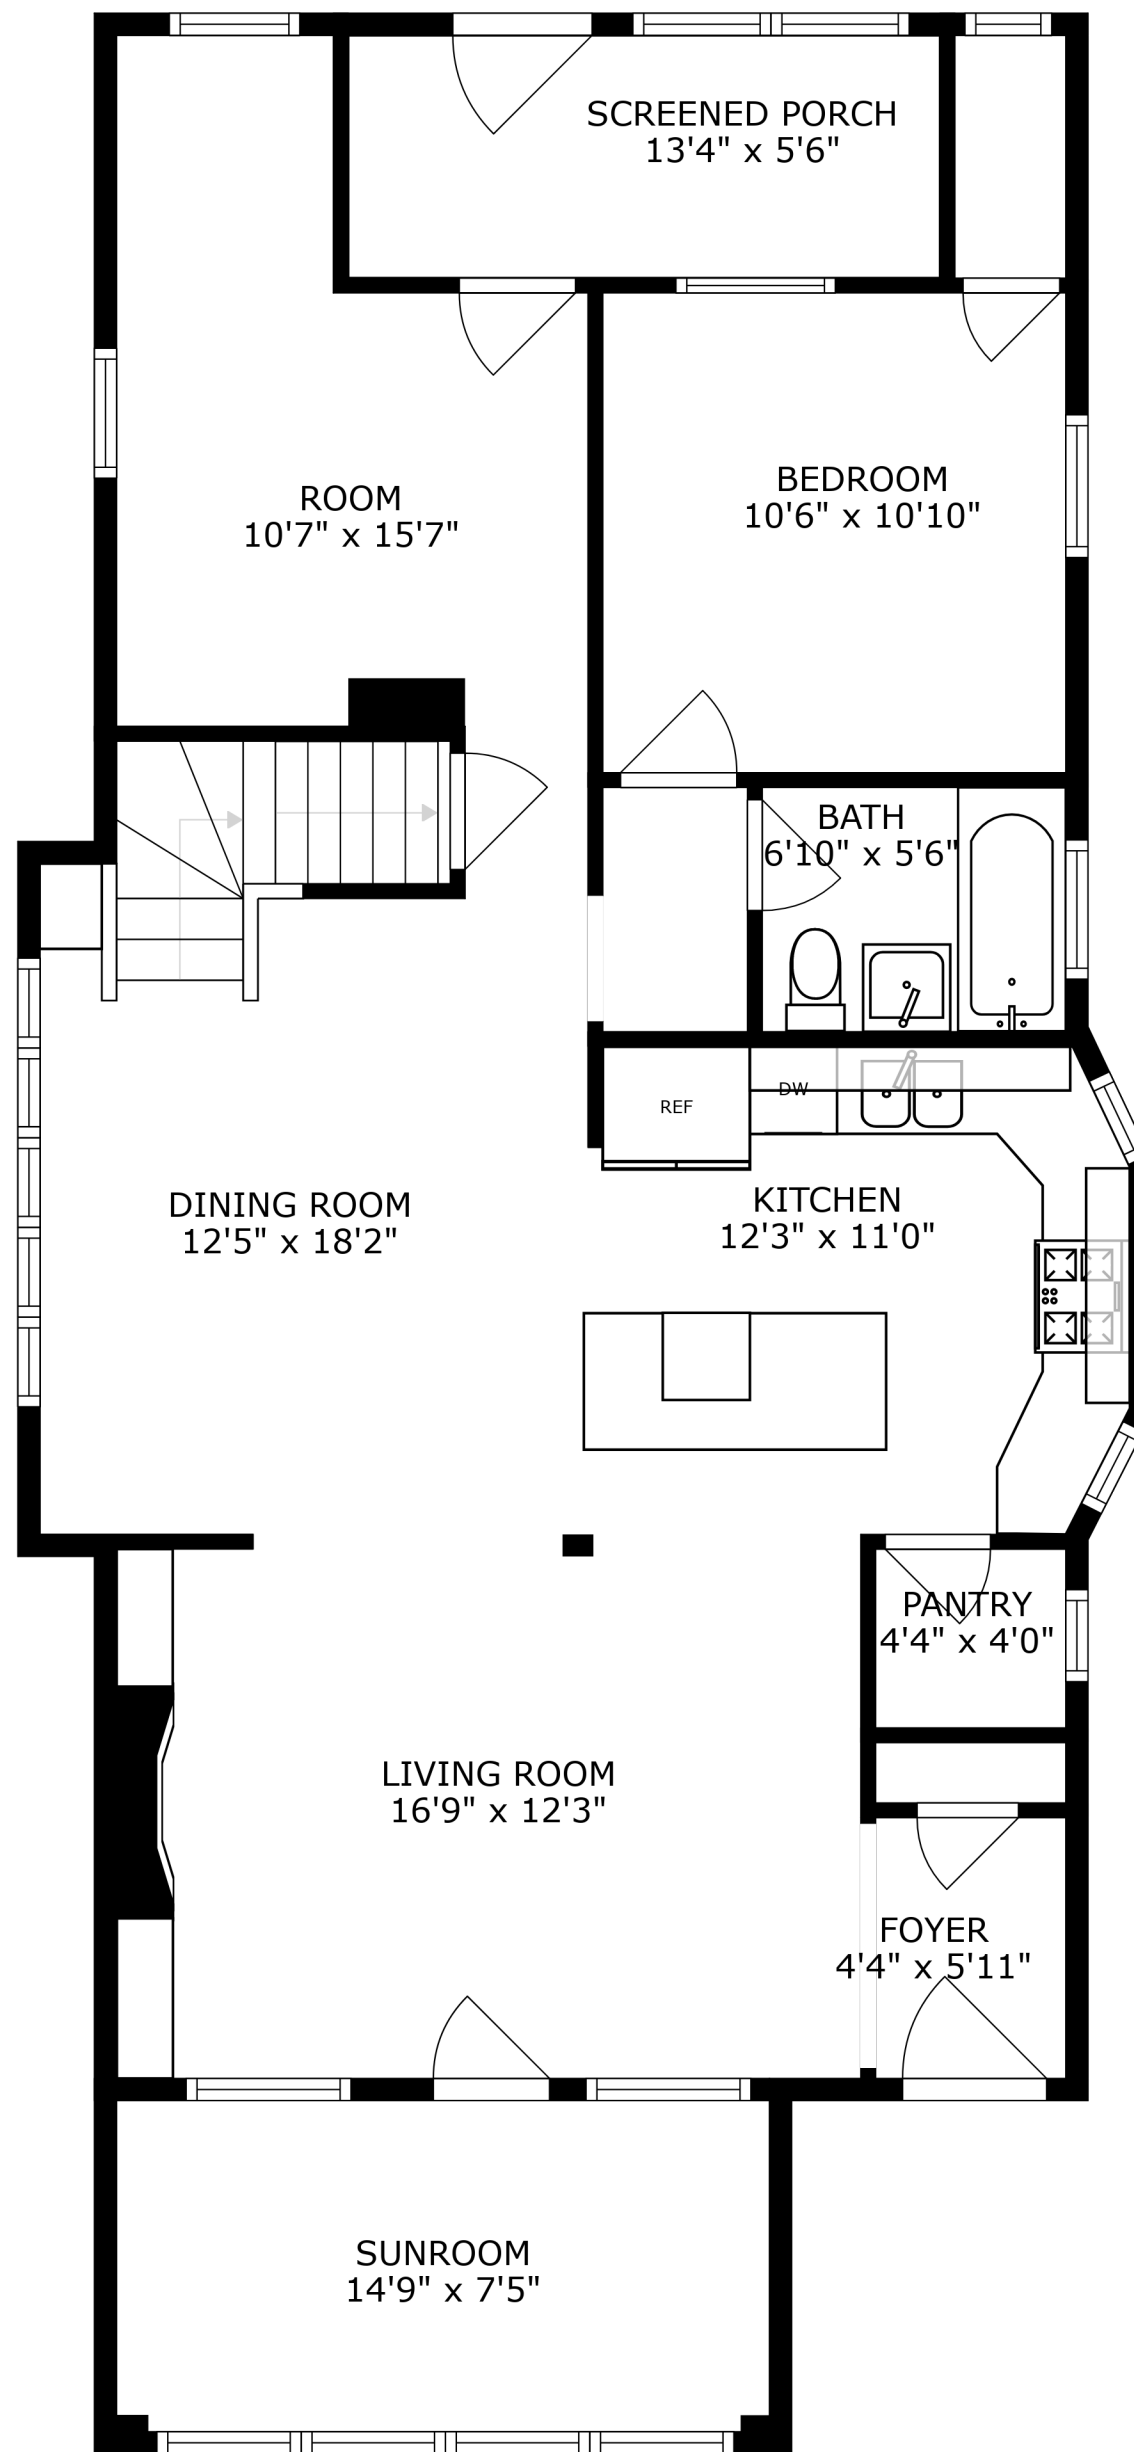 SCREENED PORCH
13'4" x 5'6"
BEDROOM
10'6" x 10'10"
ROOM
10'7" x 15'7"
BATH
6'10" x 5'6"
DW
REF
KITCHEN
12'3" x 11'0"
DINING ROOM
12'5" x 18'2"
PANTRY
4'4" x 4'0"
LIVING ROOM
16'9" x 12'3"
FOYER
4'4" x 5'11"
SUNROOM
14'9" x 7'5"